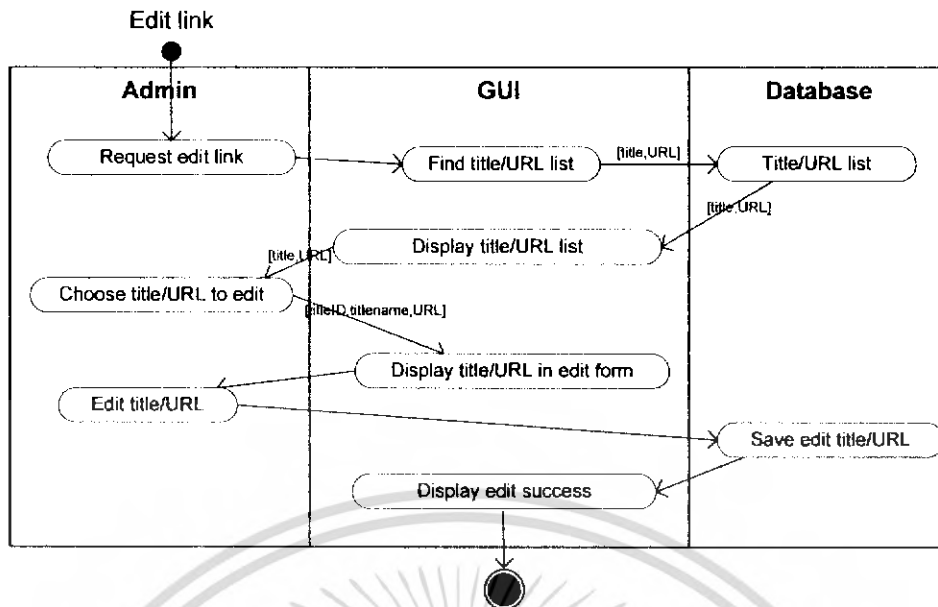 Edit link
Admin
GUI
Database
Request edit link
Find title/URL list
[title,URL]
Title/URL list
[title,URL]
Display title/URL list
[title,URL]
Choose title/URL to edit
[titleID,titlename,URL]
Display title/URL in edit form
Edit title/URL
Save edit title/URL
Display edit success